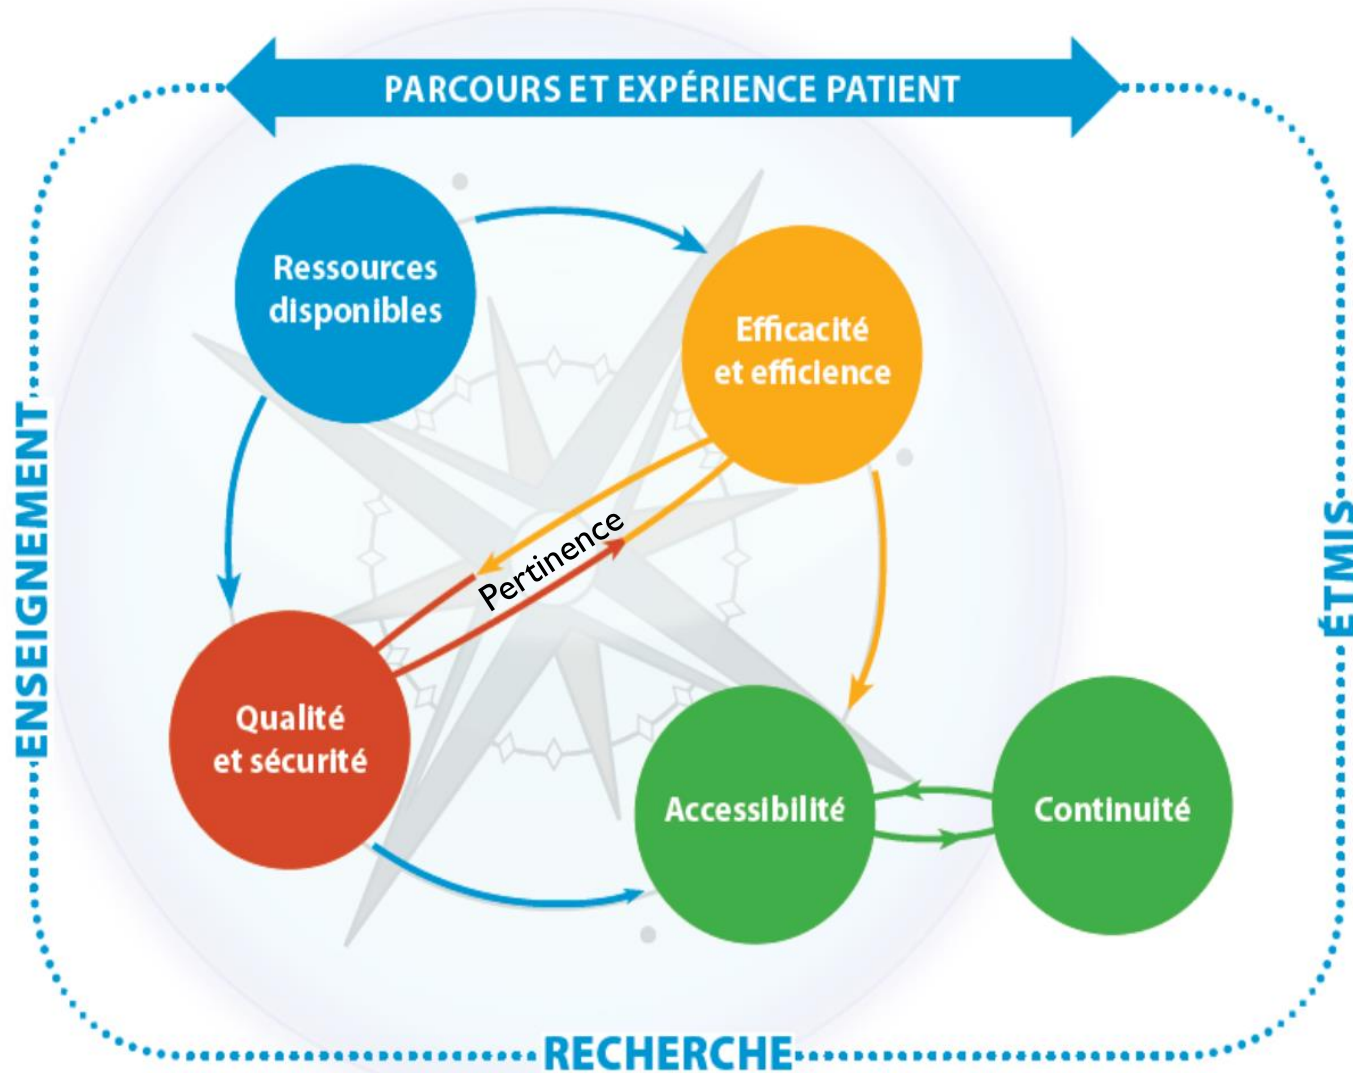 PARCOURS ET EXPÉRIENCE PATIENT
Ressources
disponibles
Efficacité
et efficience
ENSEIGNEMENT
Pertinence
ÉTMIS
Qualité
et sécurité
Accessibilité
Continuité
RECHERCHE